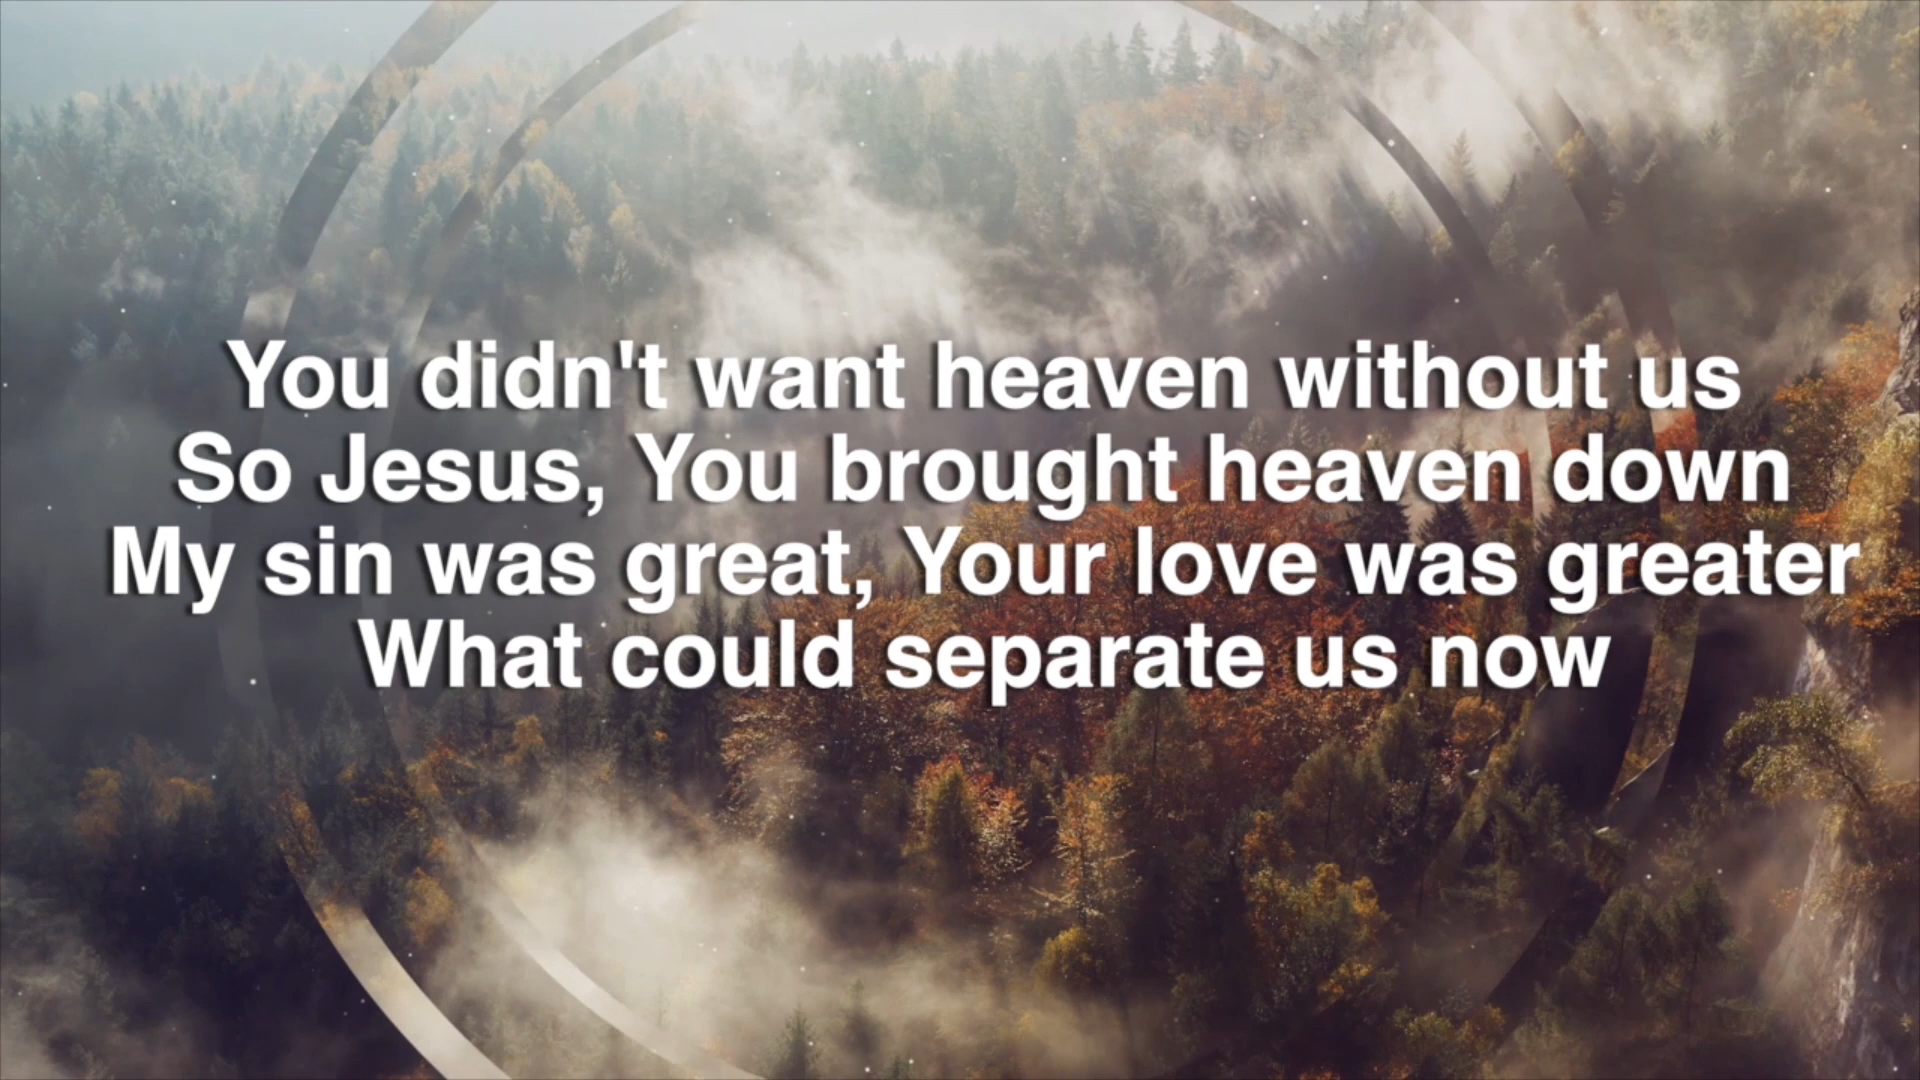 You didn't want heaven without us
So Jesus, You brought heaven down
My sin was great, Your love was greater
What could separate us now